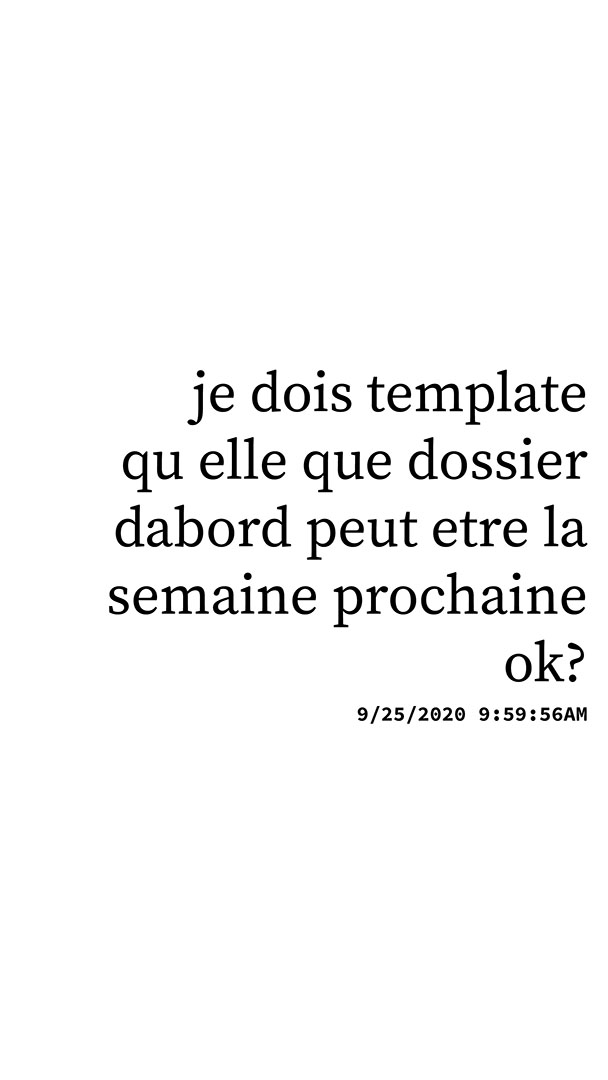 je dois template
qu elle que dossier
dabord peut etre la
semaine prochaine
ok?
9/25/2020 9:59:56AM